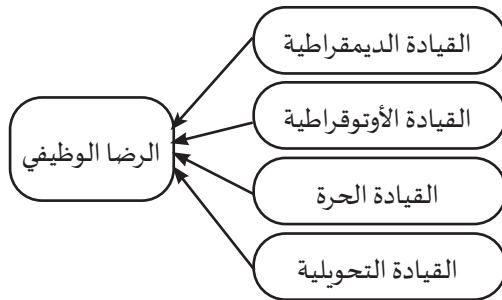 القيادة الديمقراطية
القيادة الأوتوقراطية
الرضا الوظيفي
القيادة الحرة
القيادة التحويلية